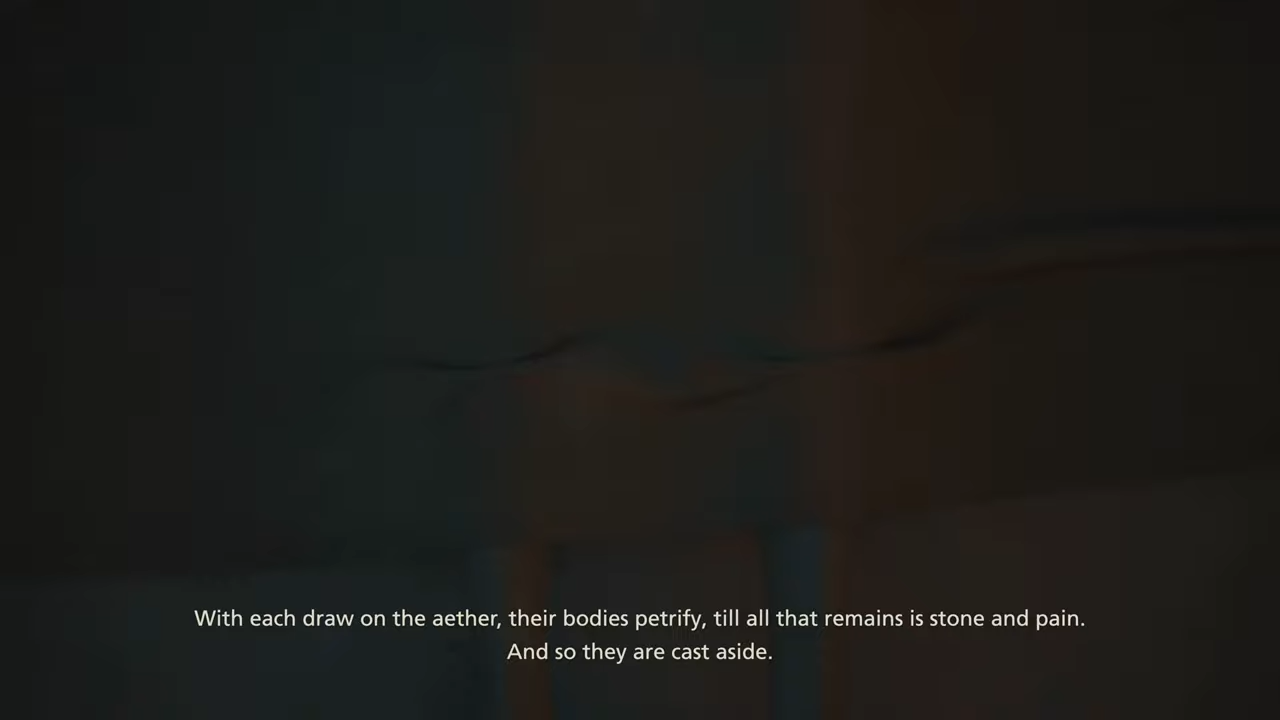 With each draw on the aether, their bodies petrify, till all that remains is stone and pain.
And so they are cast aside.